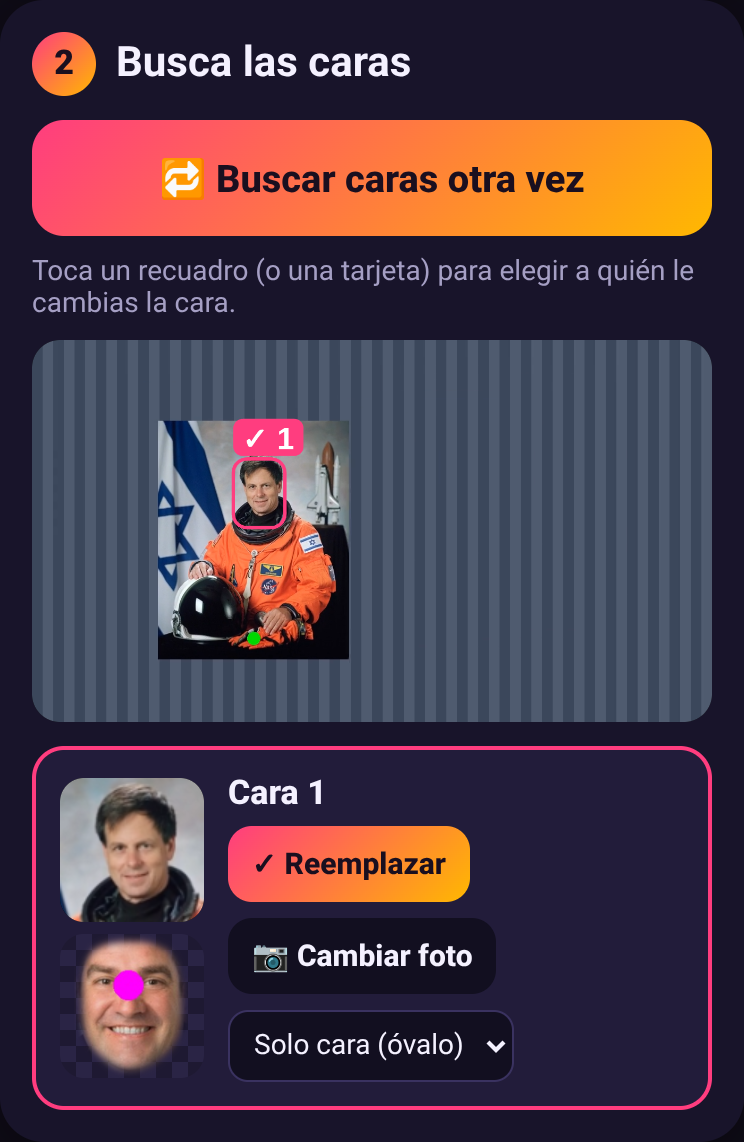 2
Busca las caras
🔁 Buscar caras otra vez
Toca un recuadro (o una tarjeta) para elegir a quién le
cambias la cara.
✓ 1
Cara 1
✓ Reemplazar
📷 Cambiar foto
Solo cara (óvalo)